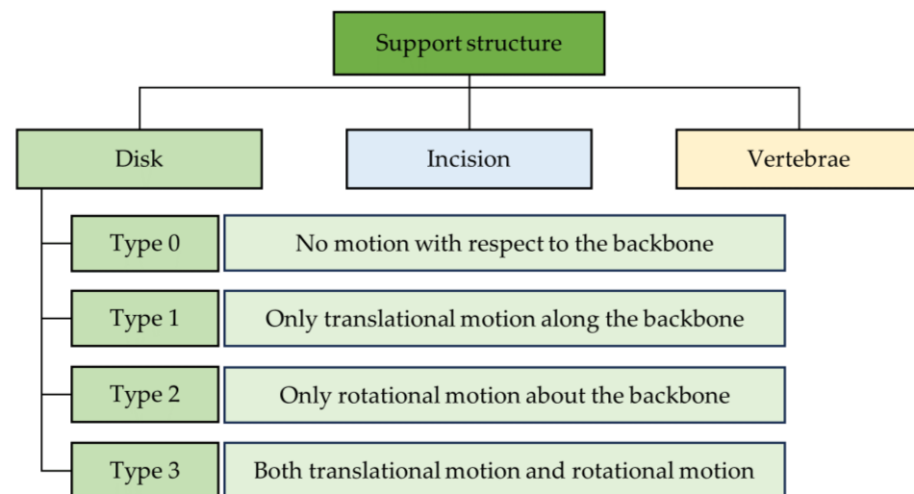 Support structure
Disk
Incision
Vertebrae
Type 0
No motion with respect to the backbone
Type 1
Only translational motion along the backbone
Type 2
Only rotational motion about the backbone
Type 3
Both translational motion and rotational motion